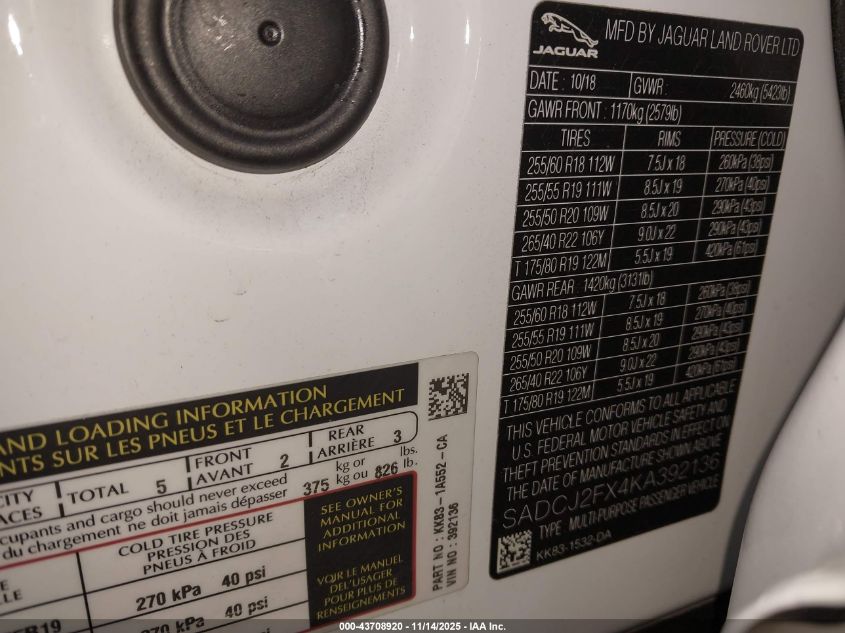 JAGUAR
MFD BY JAGUAR LAND ROVER LTD
DATE : 10/18 GVWR : 2460kg (5423lb)
GAWR FRONT : 1170kg (2579lb)
TIRES RIMS PRESSURE (COLD)
255/60 R18 112W 7.5J x 18 260kPa (38psi)
255/55 R19 111W 8.5J x 19 270kPa (40psi)
255/50 R20 109W 8.5J x 20 290kPa (43psi)
265/40 R22 106Y 9.0J x 22 290kPa (43psi)
T 175/80 R19 122M 5.5J x 19 420kPa (61psi)
GAWR REAR : 1420kg (3131lb)
255/60 R18 112W 7.5J x 18 260kPa (38psi)
255/55 R19 111W 8.5J x 19 270kPa (40psi)
255/50 R20 109W 8.5J x 20 290kPa (43psi)
265/40 R22 106Y 9.0J x 22 290kPa (43psi)
T 175/80 R19 122M 5.5J x 19 420kPa (61psi)
THIS VEHICLE CONFORMS TO ALL APPLICABLE
U.S. FEDERAL MOTOR VEHICLE SAFETY AND
THEFT PREVENTION STANDARDS IN EFFECT ON
THE DATE OF MANUFACTURE SHOWN ABOVE
SADCJ2FX4KA392136
TYPE : MULTI-PURPOSE PASSENGER VEHICLE
KK83-1532-DA
AND LOADING INFORMATION
ENTS SUR LES PNEUS ET LE CHARGEMENT
CITY TOTAL 5 FRONT 2 REAR 3
ACES AVANT ARRIÈRE
cupants and cargo should never exceed 375 kg or 826 lbs.
du chargement ne doit jamais dépasser kg ou lb.
COLD TIRE PRESSURE
PRESSION DES
PNEUS À FROID
270 kPa 40 psi
270 kPa 40 psi
SEE OWNER'S
MANUAL FOR
ADDITIONAL
INFORMATION
VOIR LE MANUEL
DE L'USAGER
POUR PLUS DE
RENSEIGNEMENTS
PART NO : KK83-1A552-CA
VIN NO : 392136
000-43708920 - 11/14/2025 - IAA Inc.